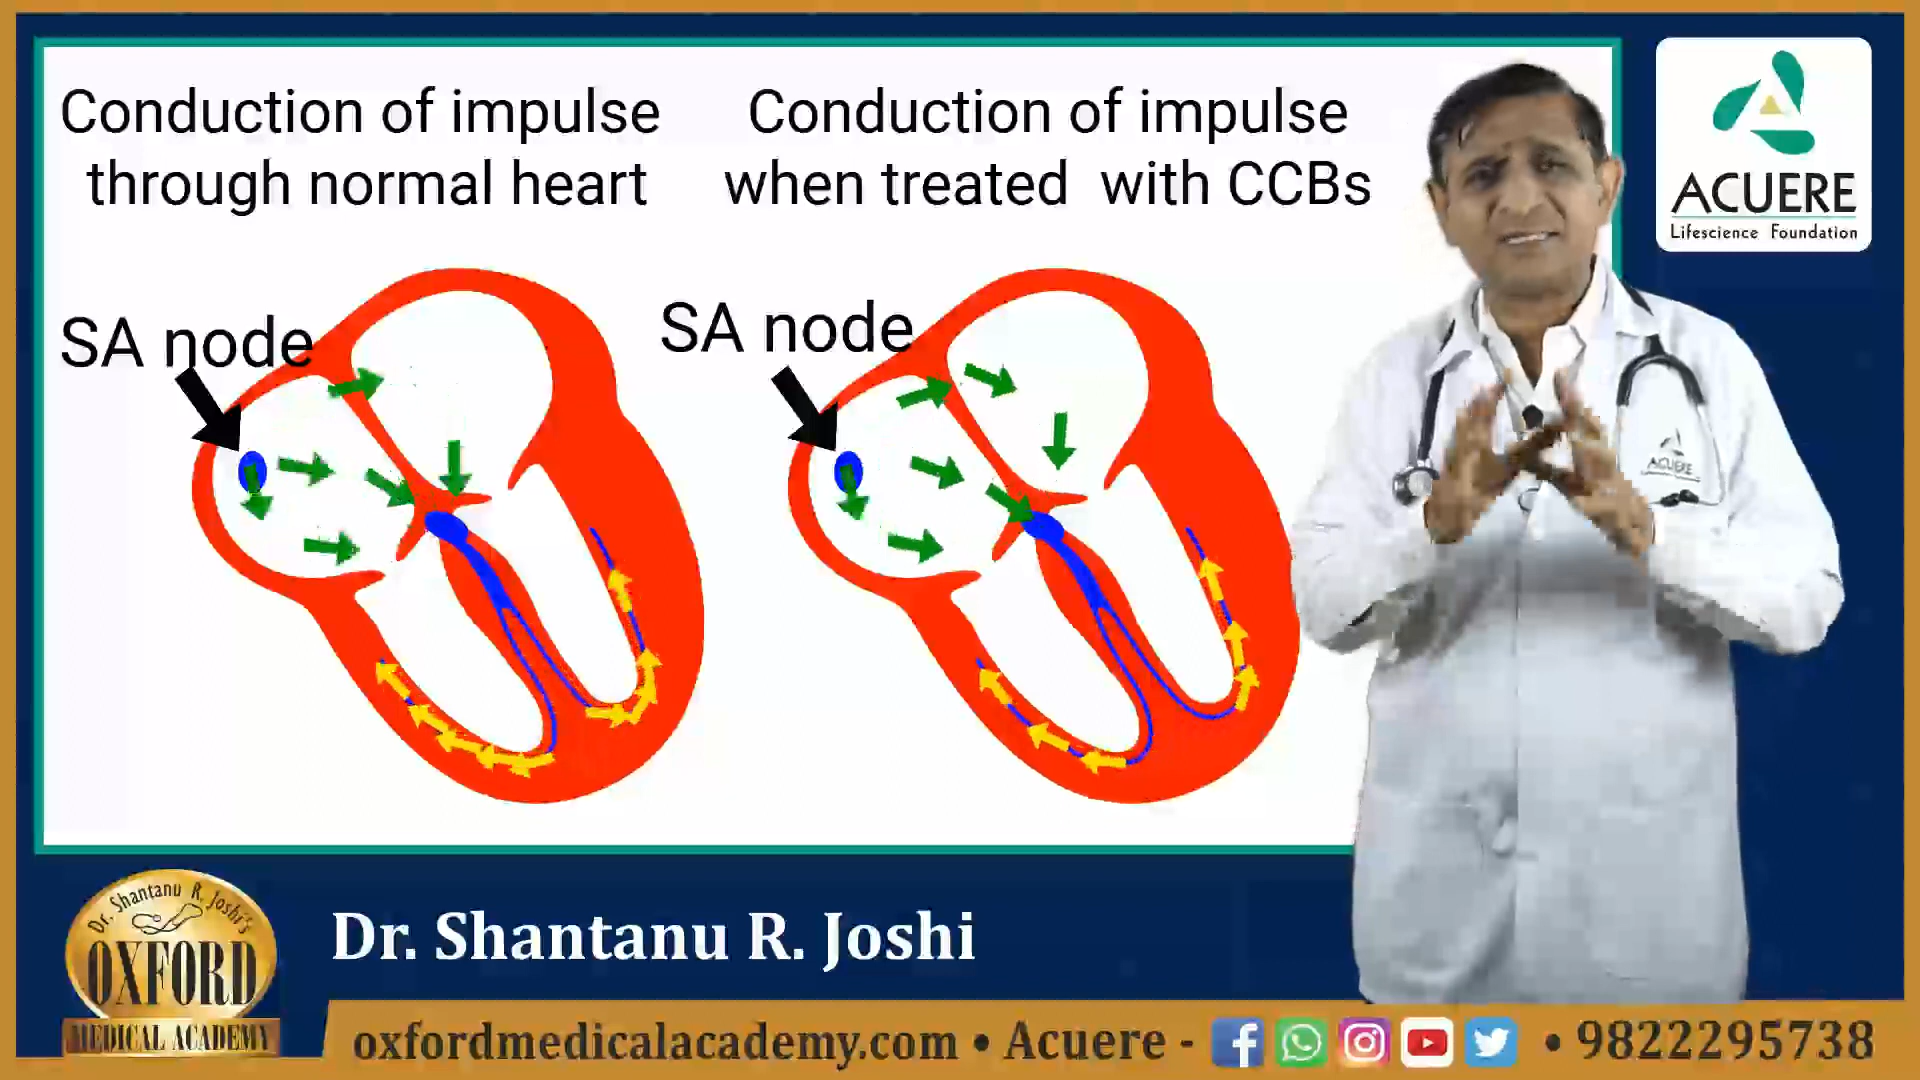 Conduction of impulse
through normal heart
Conduction of impulse
when treated with CCBs
SA node
SA node
ACUERE
Lifescience Foundation
ACUERE
Dr. Shantanu R. Joshi's
OXFORD
MEDICAL ACADEMY
Dr. Shantanu R. Joshi
oxfordmedicalacademy.com • Acuere - • 9822295738